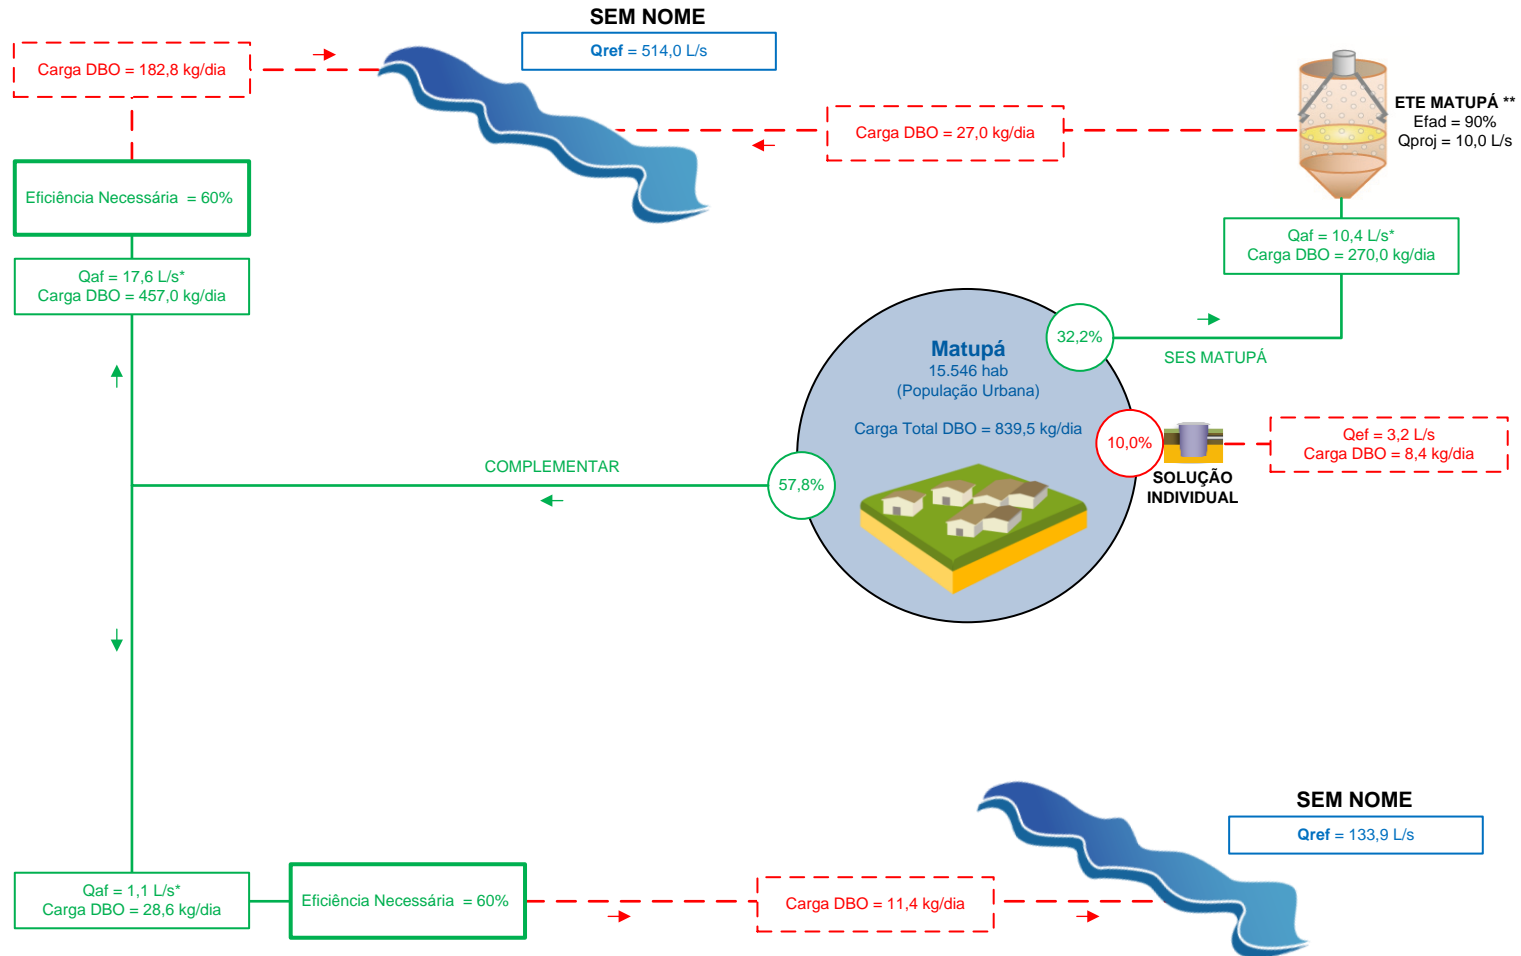 SEM NOME
Qref = 514,0 L/s
Carga DBO = 182,8 kg/dia
Carga DBO = 27,0 kg/dia
ETE MATUPÁ **
Efad = 90%
Qproj = 10,0 L/s
Eficiência Necessária = 60%
Qaf = 17,6 L/s*
Carga DBO = 457,0 kg/dia
Qaf = 10,4 L/s*
Carga DBO = 270,0 kg/dia
32,2%
SES MATUPÁ
Matupá
15.546 hab
(População Urbana)
Carga Total DBO = 839,5 kg/dia
10,0%
SOLUÇÃO
INDIVIDUAL
Qef = 3,2 L/s
Carga DBO = 8,4 kg/dia
COMPLEMENTAR
57,8%
SEM NOME
Qref = 133,9 L/s
Qaf = 1,1 L/s*
Carga DBO = 28,6 kg/dia
Eficiência Necessária = 60%
Carga DBO = 11,4 kg/dia